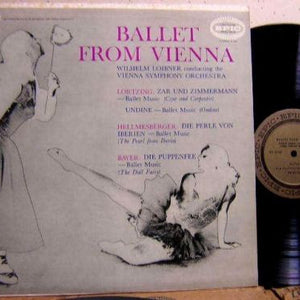 BALLET
FROM VIENNA
EPIC
WILHELM LOIBNER conducting the
VIENNA SYMPHONY ORCHESTRA
LORTZING: ZAR UND ZIMMERMANN
—Ballet Music (Czar and Carpenter)
UNDINE—Ballet Music (Undine)
HELLMESBERGER: DIE PERLE VON
IBERIEN—Ballet Music
(The Pearl from Iberia)
BAYER: DIE PUPPENFEE
—Ballet Music
(The Doll Fairy)